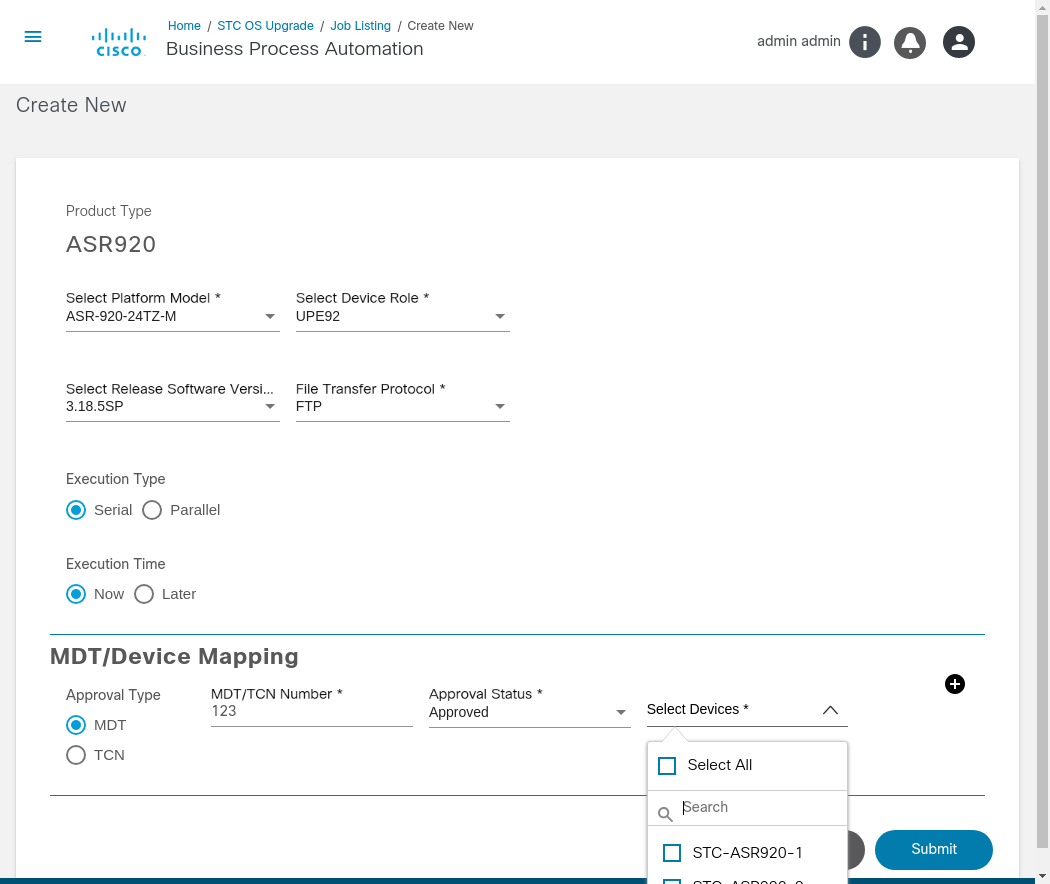 Home / STC OS Upgrade / Job Listing / Create New
CISCO
Business Process Automation
admin admin
Create New
Product Type
ASR920
Select Platform Model * Select Device Role *
ASR-920-24TZ-M UPE92
Select Release Software Versi... File Transfer Protocol *
3.18.5SP FTP
Execution Type
Serial Parallel
Execution Time
Now Later
MDT/Device Mapping
Approval Type MDT/TCN Number * Approval Status * Select Devices *
123 Approved
MDT
TCN
Select All
Search
STC-ASR920-1
Submit